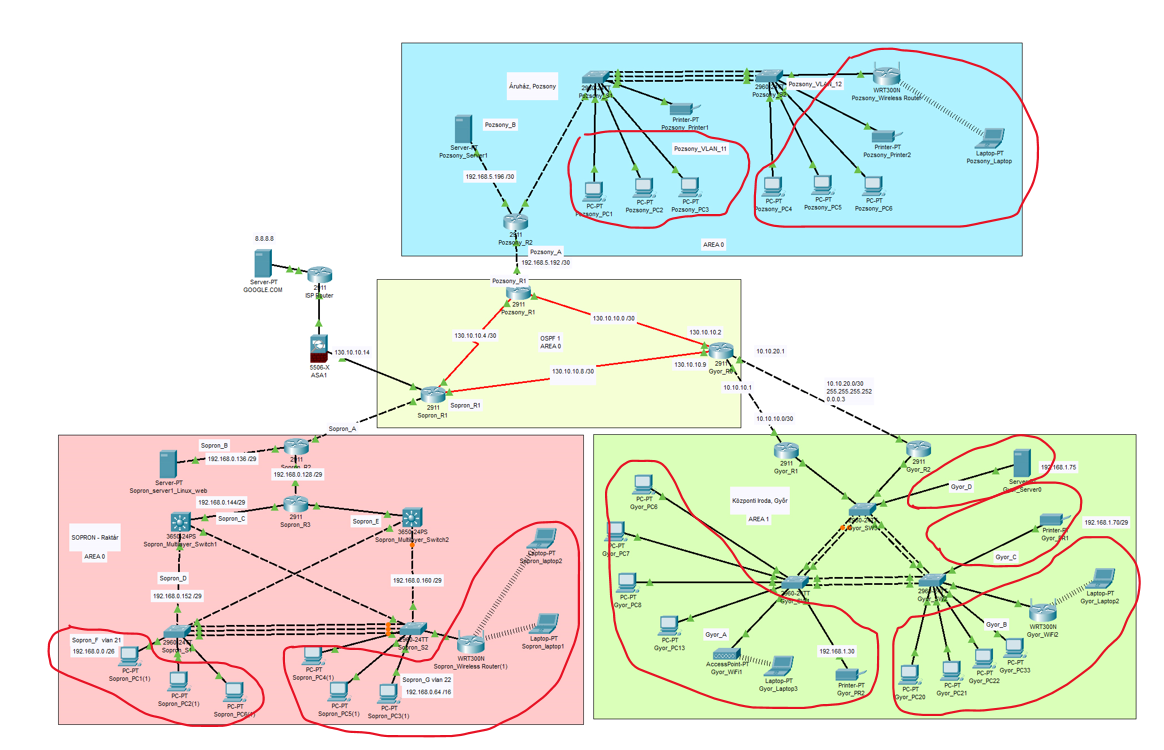 Áruház, Pozsony
2960-24TT
Pozsony_VLAN_12
WRT300N
Pozsony_Wireless Router
Printer-PT
Pozsony_Printer1
Pozsony_B
Server-PT
Pozsony_Server1
Pozsony_VLAN_11
Printer-PT
Pozsony_Printer2
Laptop-PT
Pozsony_Laptop
192.168.5.196 /30
PC-PT
Pozsony_PC1
PC-PT
Pozsony_PC2
PC-PT
Pozsony_PC3
PC-PT
Pozsony_PC4
PC-PT
Pozsony_PC5
PC-PT
Pozsony_PC6
2911
Pozsony_R2
AREA 0
Pozsony_A
192.168.5.192 /30
8.8.8.8
Server-PT
GOOGLE.COM
2911
ISP Router
Pozsony_R1
2911
Pozsony_R1
130.10.10.0 /30
130.10.10.4 /30
OSPF 1
AREA 0
130.10.10.2
130.10.10.14
5506-X
ASA1
130.10.10.8 /30
130.10.10.9
2911
10.10.20.1
10.10.10.1
10.10.20.0/30
255.255.255.252
0.0.0.3
2911
Sopron_R1
Sopron_R1
10.10.10.0/30
Sopron_A
Sopron_B
192.168.0.136 /29
2911
Sopron_R2
Server-PT
Sopron_server1_Linux_web
192.168.0.128 /29
192.168.0.144/29
Sopron_C
2911
Sopron_R3
Sopron_E
3650-24PS
Sopron_Multilayer_Switch1
3650-24PS
Sopron_Multilayer_Switch2
SOPRON - Raktár
AREA 0
Sopron_D
192.168.0.152 /29
192.168.0.160 /29
Laptop-PT
Sopron_laptop2
Laptop-PT
Sopron_laptop1
Sopron_F vlan 21
192.168.0.0 /26
2960-24TT
Sopron_S1
2960-24TT
Sopron_S2
WRT300N
Sopron_Wireless Router(1)
PC-PT
Sopron_PC1(1)
PC-PT
Sopron_PC2(1)
PC-PT
Sopron_PC6(1)
PC-PT
Sopron_PC4(1)
PC-PT
Sopron_PC5(1)
PC-PT
Sopron_PC3(1)
Sopron_G vlan 22
192.168.0.64 /16
2911
Gyor_R1
2911
Gyor_R2
Központi Iroda, Győr
AREA 1
192.168.1.75
Gyor_D
Gyor_Server0
192.168.1.70/29
Gyor_C
PC-PT
Gyor_PC6
PC-PT
Gyor_PC7
PC-PT
Gyor_PC8
PC-PT
Gyor_PC13
Gyor_A
AccessPoint-PT
Gyor_WiFi1
Laptop-PT
Gyor_Laptop3
192.168.1.30
Printer-PT
Gyor_PR2
Laptop-PT
Gyor_Laptop2
WRT300N
Gyor_WiFi2
Gyor_B
PC-PT
Gyor_PC20
PC-PT
Gyor_PC21
PC-PT
Gyor_PC22
PC-PT
Gyor_PC33